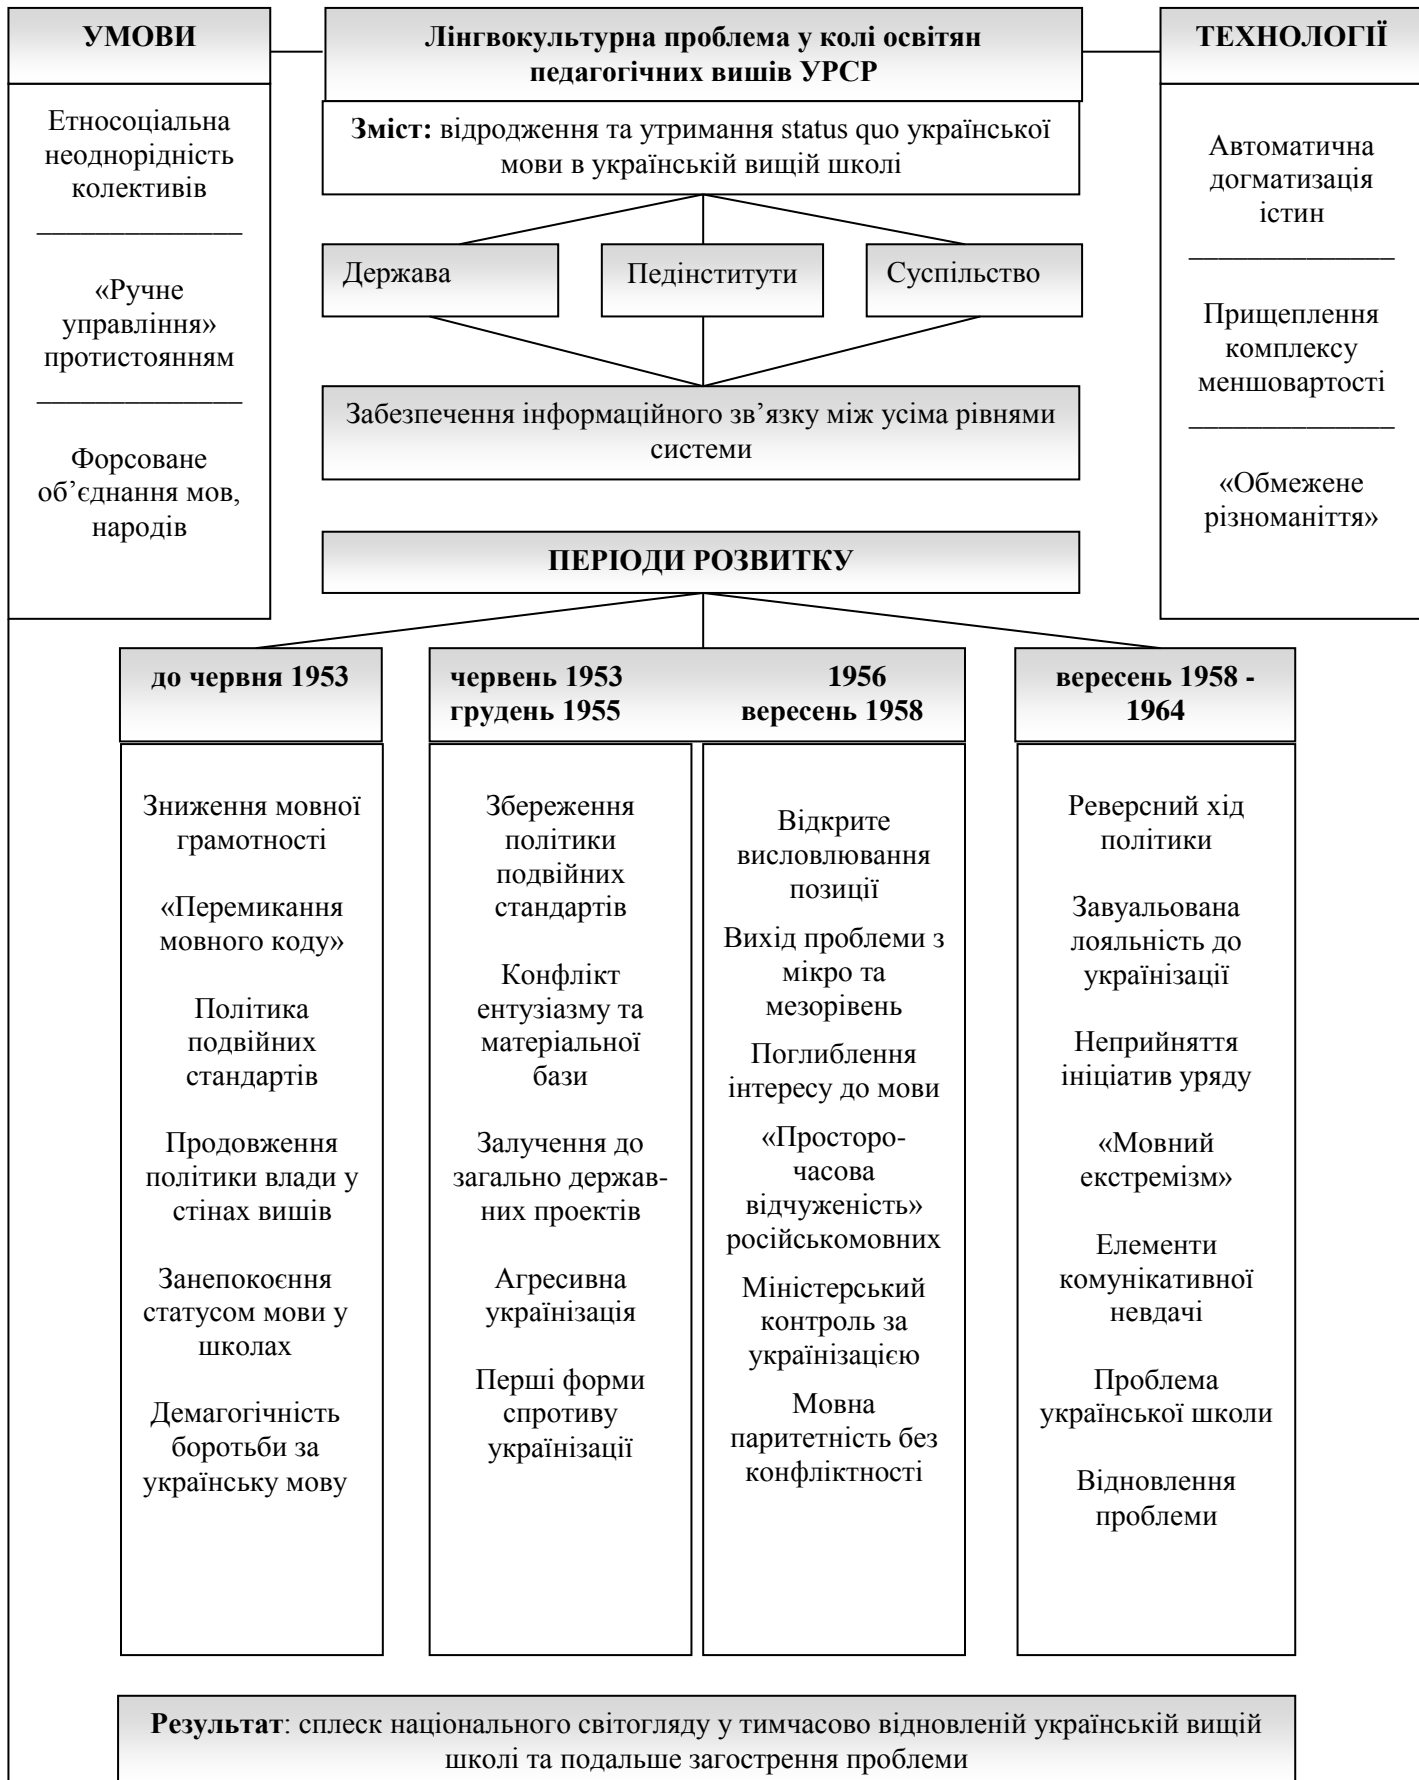 УМОВИ
Етносоціальна
неоднорідність
колективів
______________
«Ручне
управління»
протистоянням
______________
Форсоване
об’єднання мов,
народів
Лінгвокультурна проблема у колі освітян
педагогічних вишів УРСР
Зміст: відродження та утримання status quo української
мови в українській вищій школі
Держава
Педінститути
Суспільство
Забезпечення інформаційного зв’язку між усіма рівнями
системи
ТЕХНОЛОГІЇ
Автоматична
догматизація
істин
______________
Прищеплення
комплексу
меншовартості
______________
«Обмежене
різноманіття»
ПЕРІОДИ РОЗВИТКУ
до червня 1953
Зниження мовної
грамотності
«Перемикання
мовного коду»
Політика
подвійних
стандартів
Продовження
політики влади у
стінах вишів
Занепокоєння
статусом мови у
школах
Демагогічність
боротьби за
українську мову
червень 1953
грудень 1955
Збереження
політики
подвійних
стандартів
Конфлікт
ентузіазму та
матеріальної
бази
Залучення до
загально держав-
них проектів
Агресивна
українізація
Перші форми
спротиву
українізації
1956
вересень 1958
Відкрите
висловлювання
позиції
Вихід проблеми з
мікро та
мезорівень
Поглиблення
інтересу до мови
«Просторо-
часова
відчуженість»
російськомовних
Міністерський
контроль за
українізацією
Мовна
паритетність без
конфліктності
вересень 1958 -
1964
Реверсний хід
політики
Завуальована
лояльність до
українізації
Неприйняття
ініціатив уряду
«Мовний
екстремізм»
Елементи
комунікативної
невдачі
Проблема
української школи
Відновлення
проблеми
Результат: сплеск національного світогляду у тимчасово відновленій українській вищій
школі та подальше загострення проблеми